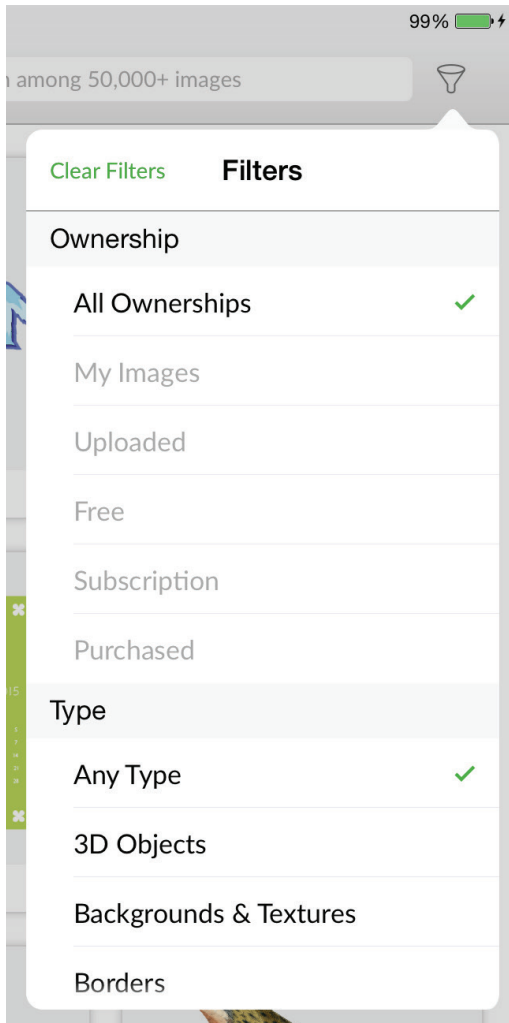 99%
among 50,000+ images
Clear Filters Filters
Ownership
All Ownerships
My Images
Uploaded
Free
Subscription
Purchased
Type
Any Type
3D Objects
Backgrounds & Textures
Borders